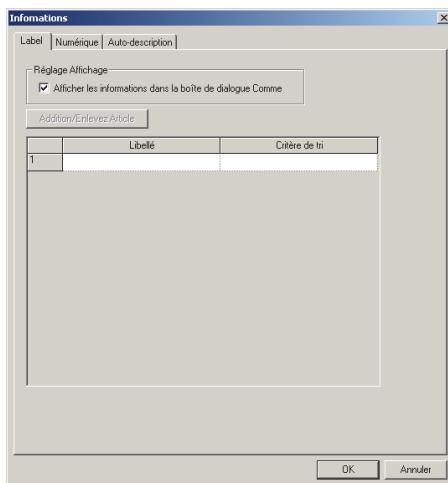 Infomations
Label Numérique Auto-description
Réglage Affichage
Afficher les informations dans la boîte de dialogue Comme
Addition/Enlevez Article
Libellé Critère de tri
1
OK Annuler